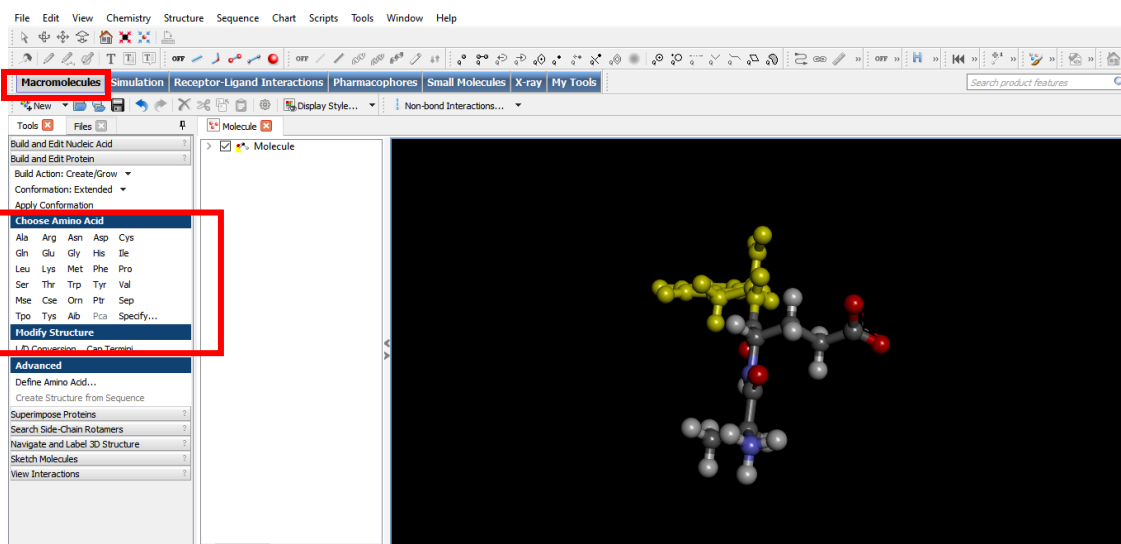 File Edit View Chemistry Structure Sequence Chart Scripts Tools Window Help
T T T OFF OFF OFF H
Macromolecules Simulation Receptor-Ligand Interactions Pharmacophores Small Molecules X-ray My Tools Search product features
New Display Style... Non-bond Interactions...
Tools Files Molecule
Build and Edit Nucleic Acid ?
Molecule
Build and Edit Protein ?
Build Action: Create/Grow
Conformation: Extended
Apply Conformation
Choose Amino Acid
Ala Arg Asn Asp Cys
Gln Glu Gly His Ile
Leu Lys Met Phe Pro
Ser Thr Trp Tyr Val
Mse Cse Orn Ptr Sep
Tpo Tys Aib Pca Specify...
Modify Structure
L/D Conversion Cap Termini
Advanced
Define Amino Acid...
Create Structure from Sequence
Superimpose Proteins ?
Search Side-Chain Rotamers ?
Navigate and Label 3D Structure ?
Sketch Molecules ?
View Interactions ?